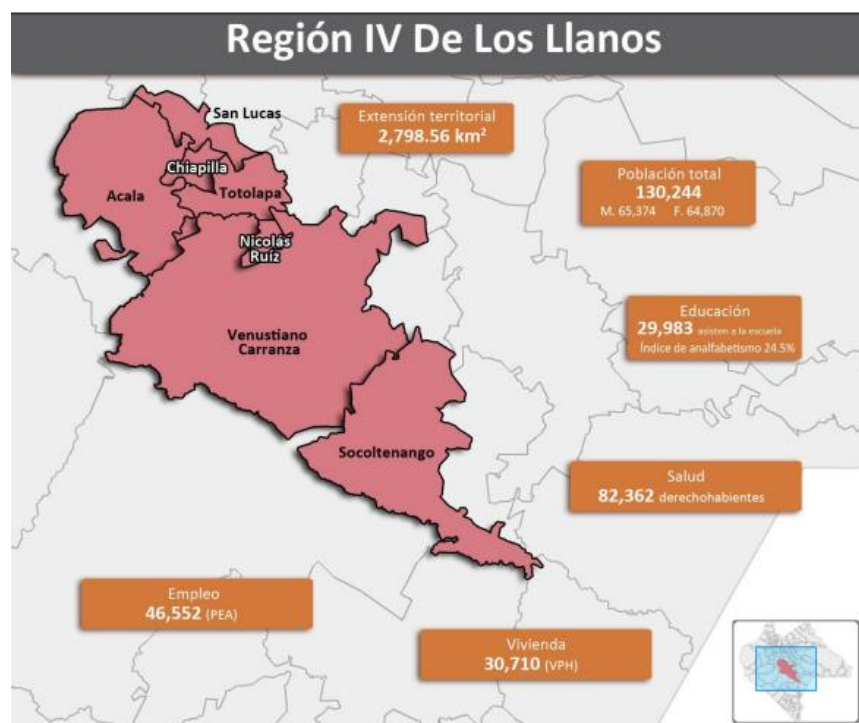 Región IV De Los Llanos
San Lucas
Extensión territorial
2,798.56 km²
Chiapilla
Acala
Totolapa
Población total
130,244
M. 65,374 F. 64,870
Nicolás
Ruíz
Educación
29,983 asisten a la escuela
Índice de analfabetismo 24.5%
Venustiano
Carranza
Socoltenango
Salud
82,362 derechohabientes
Empleo
46,552 (PEA)
Vivienda
30,710 (VPH)